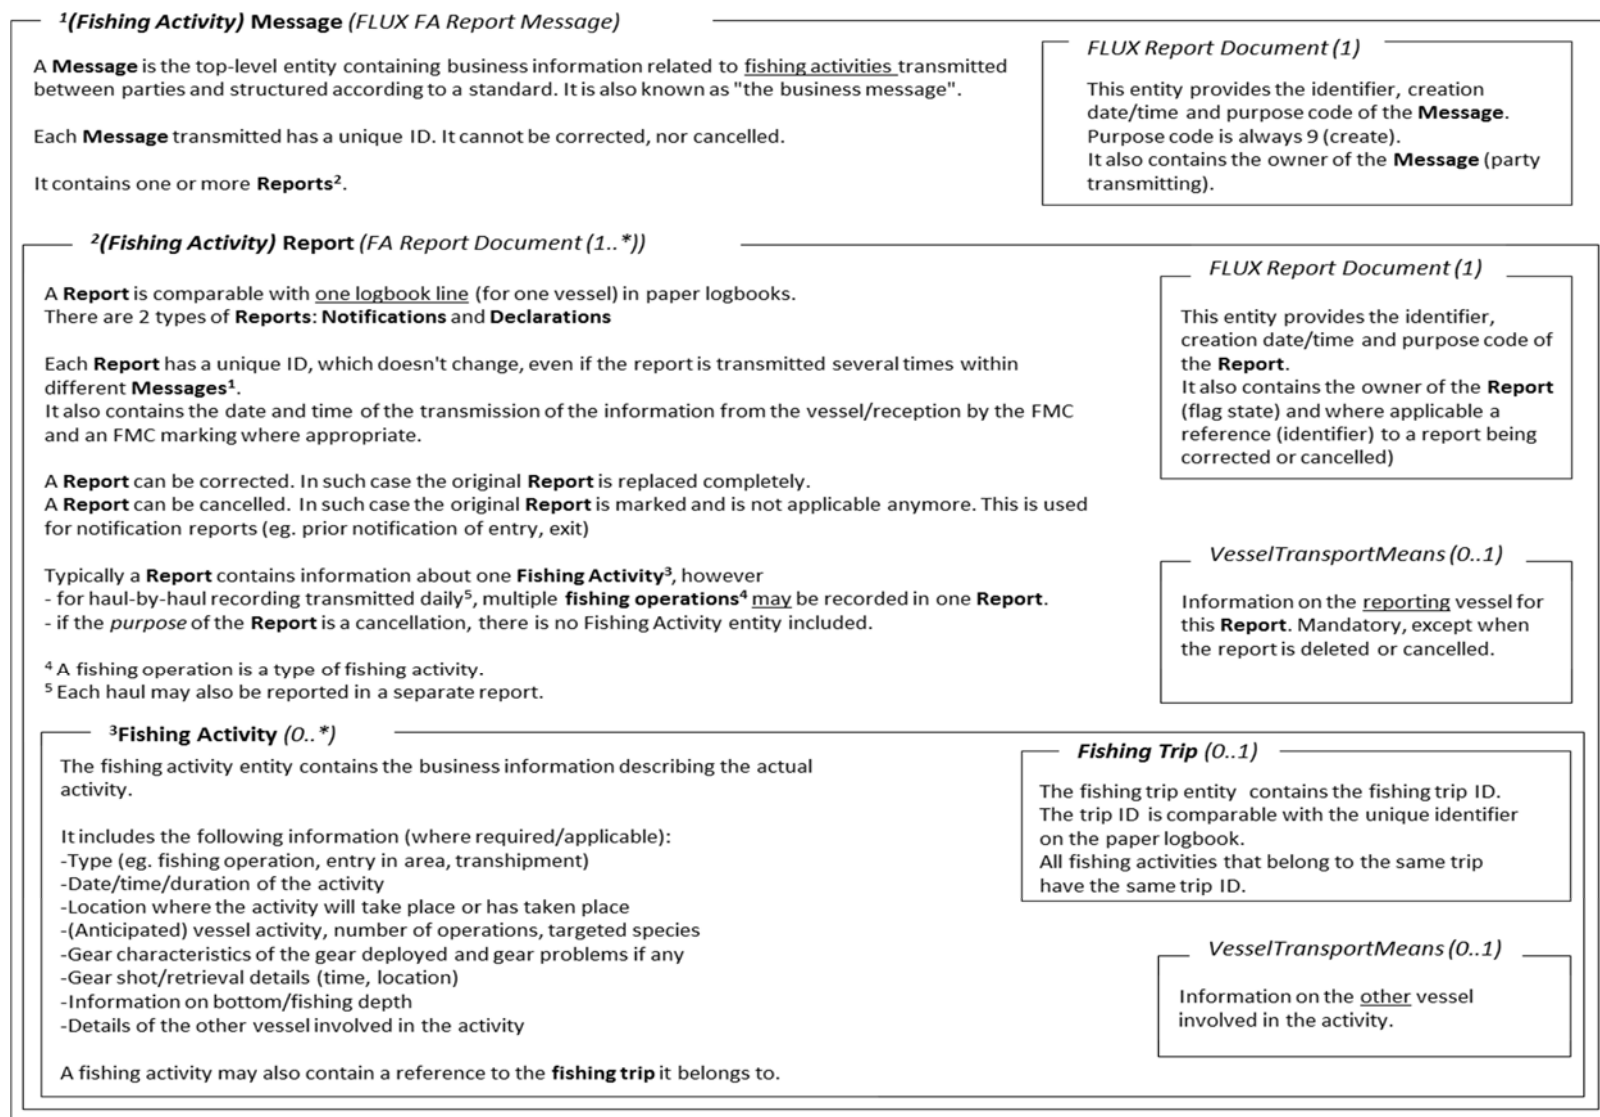 ¹(Fishing Activity) Message (FLUX FA Report Message)
A Message is the top-level entity containing business information related to fishing activities transmitted
between parties and structured according to a standard. It is also known as "the business message".
Each Message transmitted has a unique ID. It cannot be corrected, nor cancelled.
It contains one or more Reports².
FLUX Report Document (1)
This entity provides the identifier, creation
date/time and purpose code of the Message.
Purpose code is always 9 (create).
It also contains the owner of the Message (party
transmitting).
²(Fishing Activity) Report (FA Report Document (1..*))
A Report is comparable with one logbook line (for one vessel) in paper logbooks.
There are 2 types of Reports: Notifications and Declarations
Each Report has a unique ID, which doesn't change, even if the report is transmitted several times within
different Messages¹.
It also contains the date and time of the transmission of the information from the vessel/reception by the FMC
and an FMC marking where appropriate.
A Report can be corrected. In such case the original Report is replaced completely.
A Report can be cancelled. In such case the original Report is marked and is not applicable anymore. This is used
for notification reports (eg. prior notification of entry, exit)
Typically a Report contains information about one Fishing Activity³, however
- for haul-by-haul recording transmitted daily⁵, multiple fishing operations⁴ may be recorded in one Report.
- if the purpose of the Report is a cancellation, there is no Fishing Activity entity included.
⁴ A fishing operation is a type of fishing activity.
⁵ Each haul may also be reported in a separate report.
FLUX Report Document (1)
This entity provides the identifier,
creation date/time and purpose code of
the Report.
It also contains the owner of the Report
(flag state) and where applicable a
reference (identifier) to a report being
corrected or cancelled)
VesselTransportMeans (0..1)
Information on the reporting vessel for
this Report. Mandatory, except when
the report is deleted or cancelled.
³Fishing Activity (0..*)
The fishing activity entity contains the business information describing the actual
activity.
It includes the following information (where required/applicable):
-Type (eg. fishing operation, entry in area, transhipment)
-Date/time/duration of the activity
-Location where the activity will take place or has taken place
-(Anticipated) vessel activity, number of operations, targeted species
-Gear characteristics of the gear deployed and gear problems if any
-Gear shot/retrieval details (time, location)
-Information on bottom/fishing depth
-Details of the other vessel involved in the activity
A fishing activity may also contain a reference to the fishing trip it belongs to.
Fishing Trip (0..1)
The fishing trip entity contains the fishing trip ID.
The trip ID is comparable with the unique identifier
on the paper logbook.
All fishing activities that belong to the same trip
have the same trip ID.
VesselTransportMeans (0..1)
Information on the other vessel
involved in the activity.